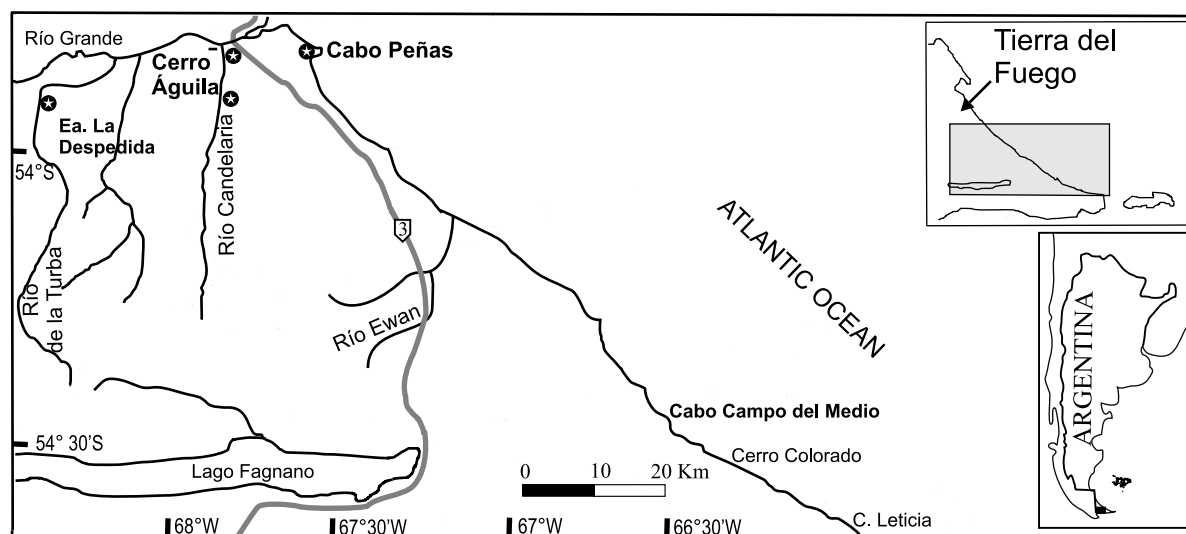 Río Grande
Cerro
Águila
Cabo Peñas
Ea. La
Despedida
54°S
Río Candelaria
3
Río
de la Turba
Río Ewan
ATLANTIC OCEAN
Cabo Campo del Medio
54° 30'S
Lago Fagnano
Cerro Colorado
0 10 20 Km
C. Leticia
68°W
67°30'W
67°W
66°30'W
Tierra del
Fuego
ARGENTINA